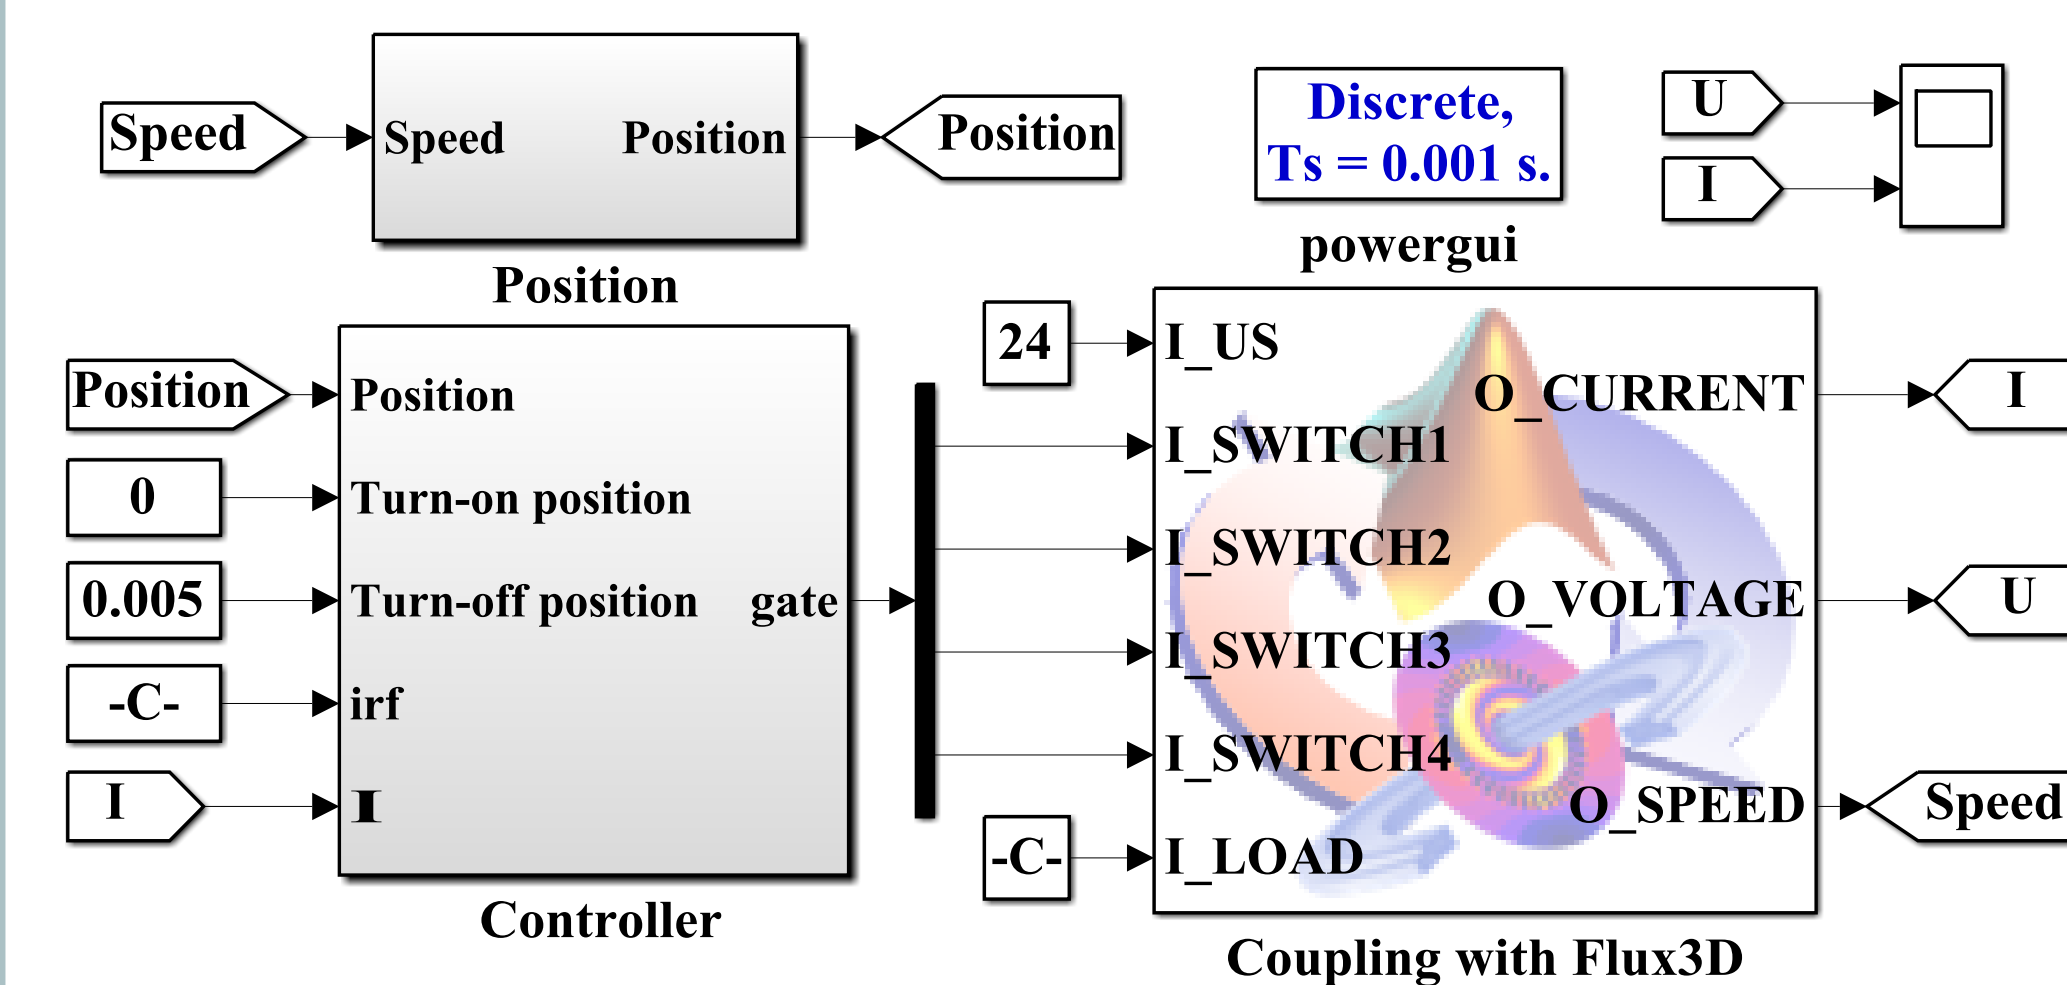 Speed
Speed
Position
Position
Position
Discrete,
Ts = 0.001 s.
powergui
U
I
Position
0
0.005
-C-
I
Position
Turn-on position
Turn-off position
gate
irf
I
Controller
24
-C-
I_US
I_SWITCH1
I_SWITCH2
I_SWITCH3
I_SWITCH4
I_LOAD
O_CURRENT
O_VOLTAGE
O_SPEED
Coupling with Flux3D
I
U
Speed